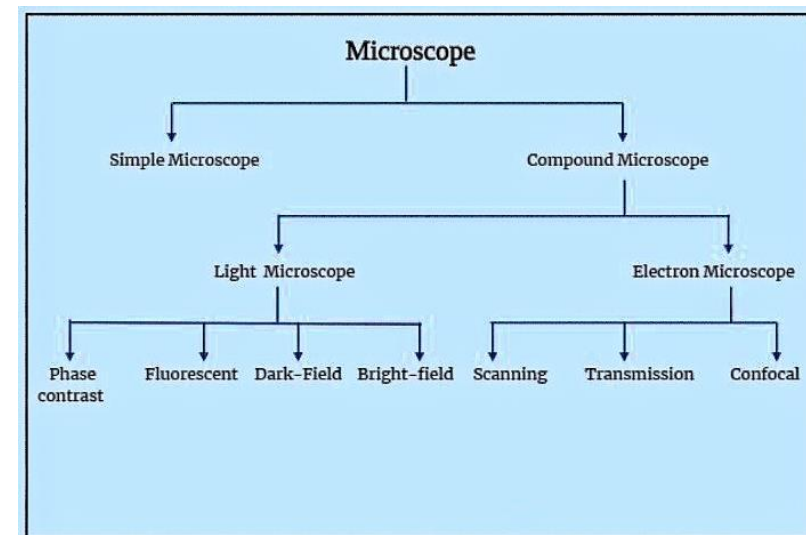 Microscope
Simple Microscope
Compound Microscope
Light Microscope
Electron Microscope
Phase
contrast
Fluorescent
Dark-Field
Bright-field
Scanning
Transmission
Confocal